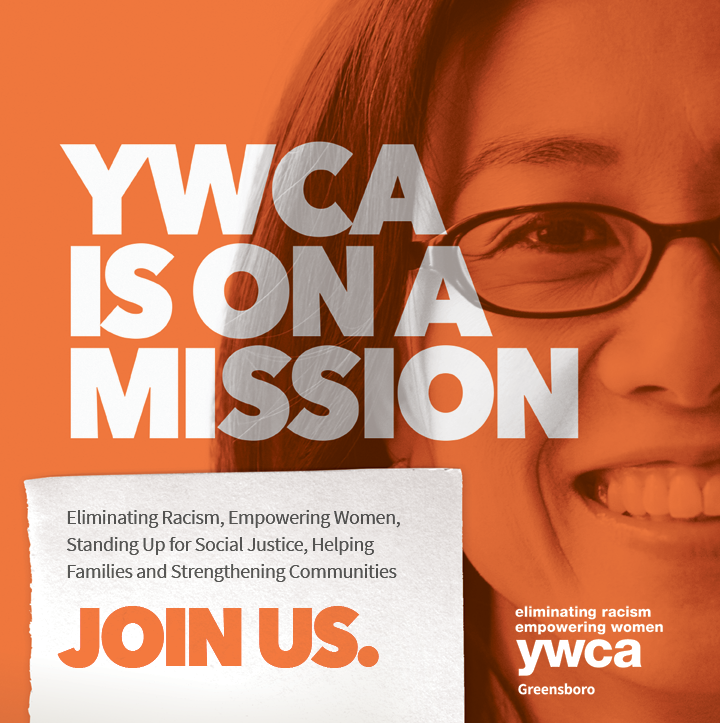 YWCA
IS ON A
MISSION
Eliminating Racism, Empowering Women,
Standing Up for Social Justice, Helping
Families and Strengthening Communities
JOIN US.
eliminating racism
empowering women
ywca
Greensboro